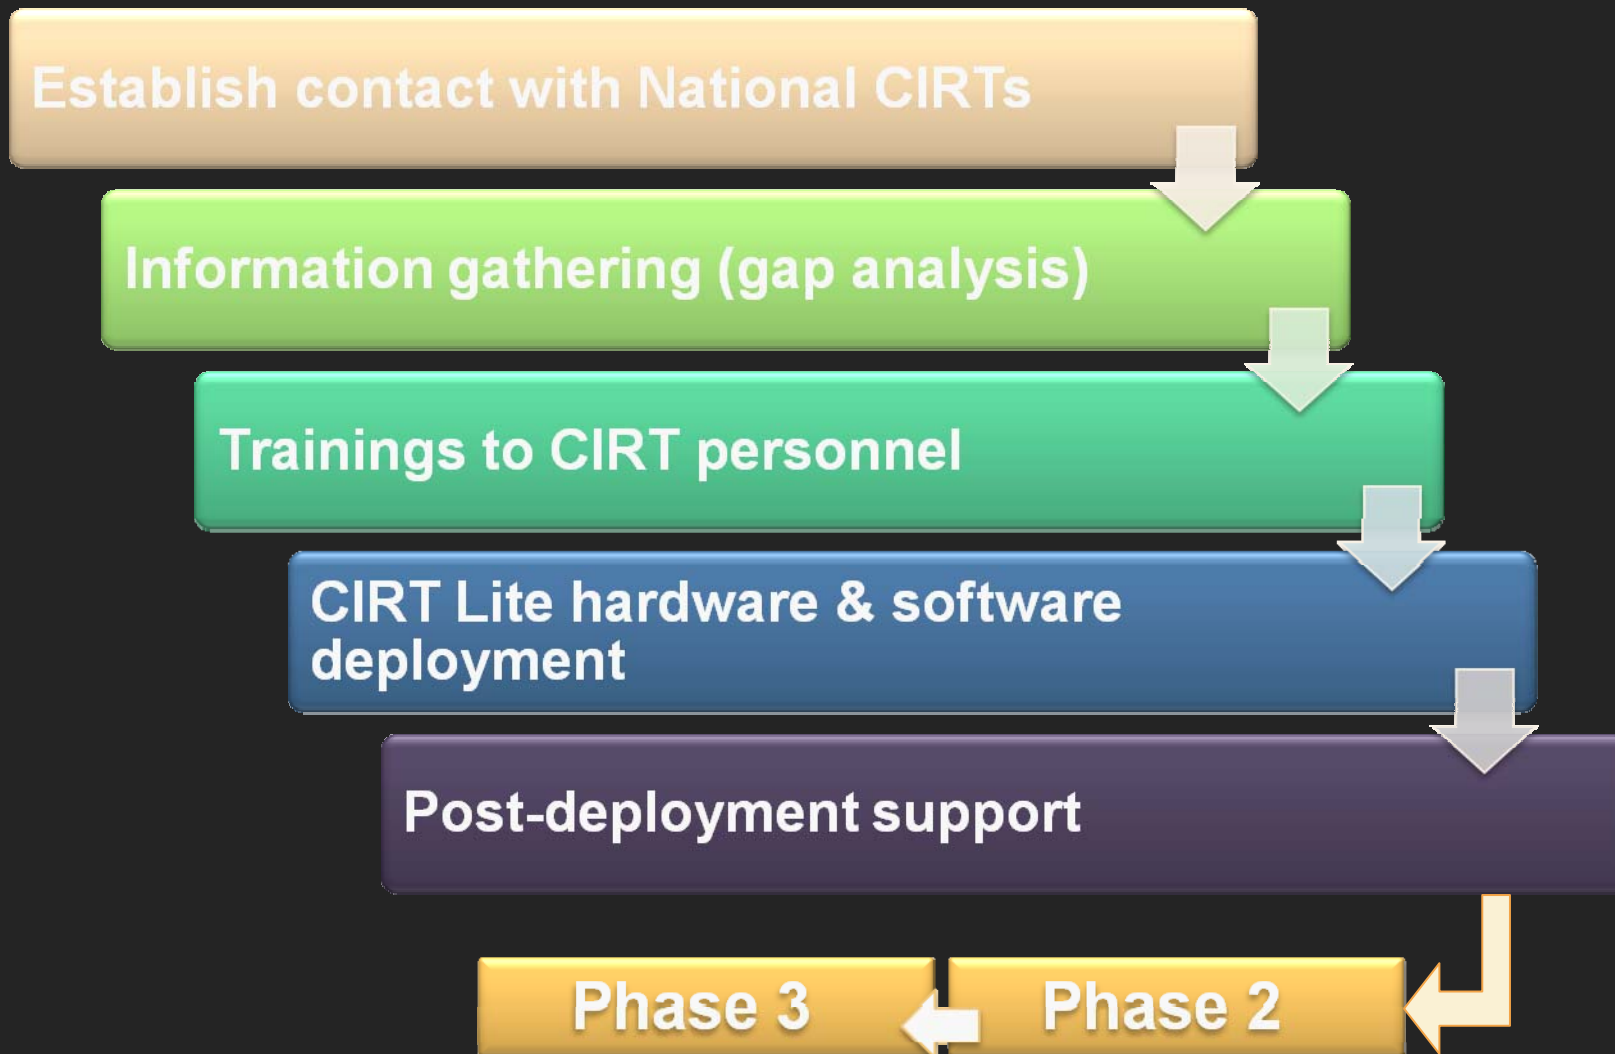 Establish contact with National CIRTs
Information gathering (gap analysis)
Trainings to CIRT personnel
CIRT Lite hardware & software
deployment
Post-deployment support
Phase 3
Phase 2